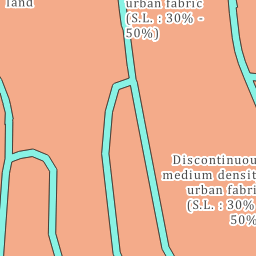 land
urban fabric
(S.L. : 30% -
50%)
Discontinuou
medium densit
urban fabri
(S.L. : 30%
50%